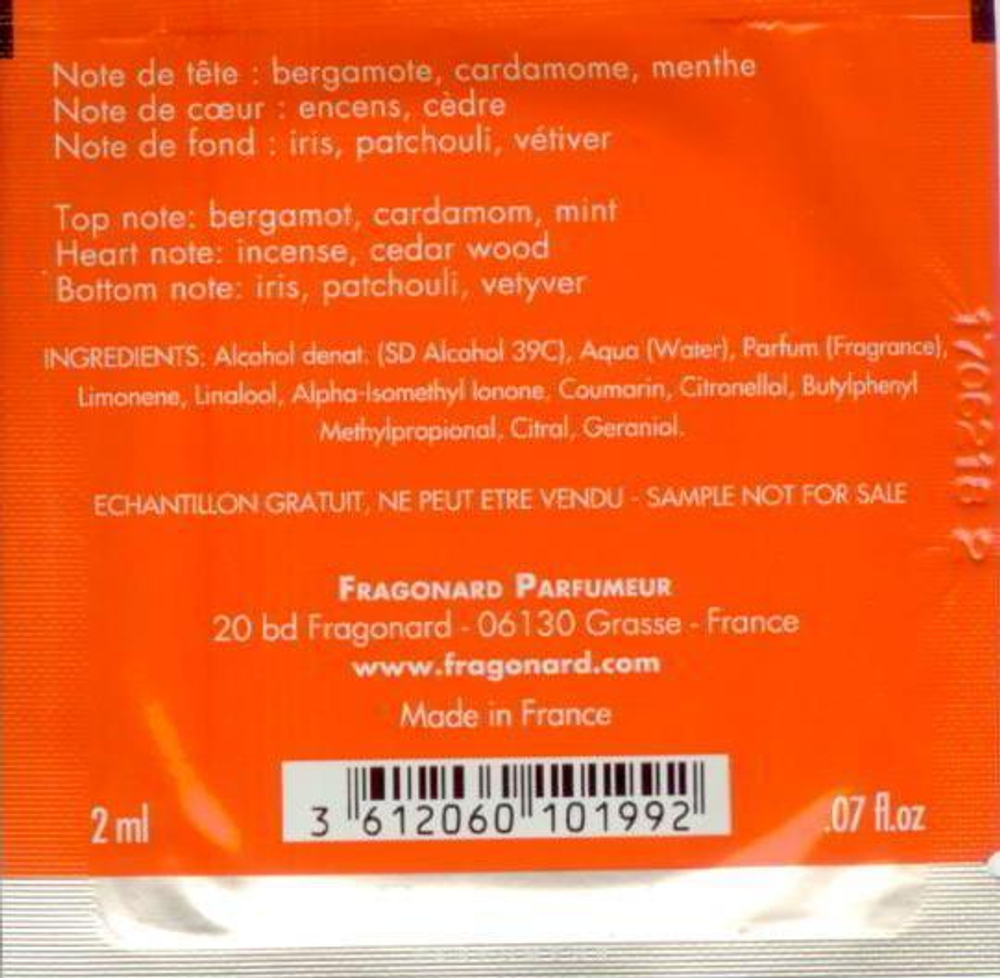 Note de tête : bergamote, cardamome, menthe
Note de cœur : encens, cèdre
Note de fond : iris, patchouli, vétiver
Top note: bergamot, cardamom, mint
Heart note: incense, cedar wood
Bottom note: iris, patchouli, vetyver
INGREDIENTS: Alcohol denat. (SD Alcohol 39C), Aqua (Water), Parfum (Fragrance),
Limonene, Linalool, Alpha-Isomethyl Ionone, Coumarin, Citronellol, Butylphenyl
Methylpropional, Citral, Geraniol.
ECHANTILLON GRATUIT, NE PEUT ETRE VENDU - SAMPLE NOT FOR SALE
FRAGONARD PARFUMEUR
20 bd Fragonard - 06130 Grasse - France
www.fragonard.com
Made in France
2 ml
3 612060 101992
.07 fl.oz